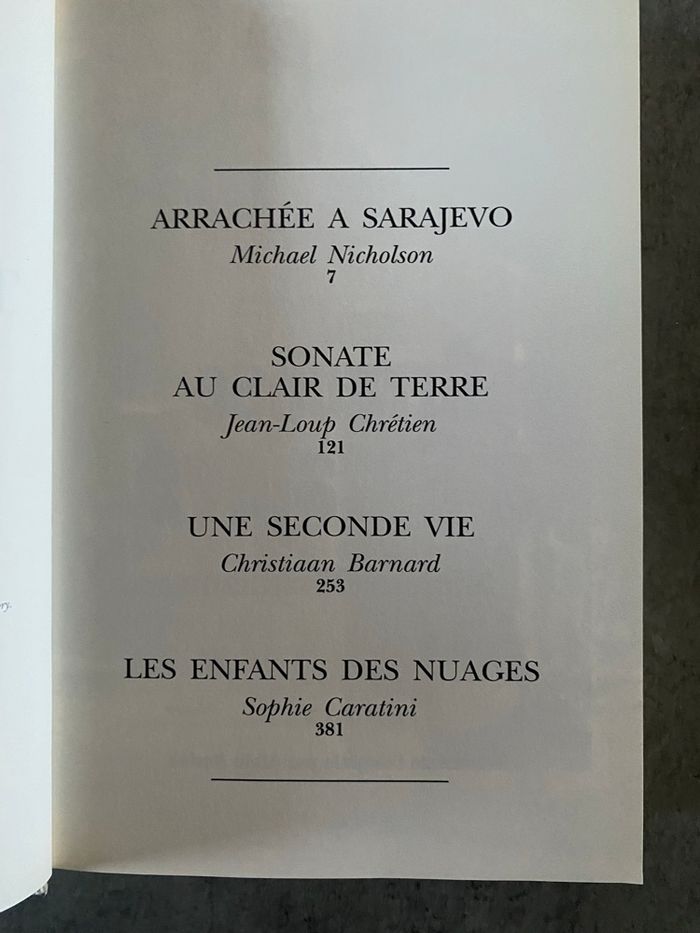 ARRACHÉE A SARAJEVO
Michael Nicholson
7
SONATE
AU CLAIR DE TERRE
Jean-Loup Chrétien
121
UNE SECONDE VIE
Christiaan Barnard
253
LES ENFANTS DES NUAGES
Sophie Caratini
381